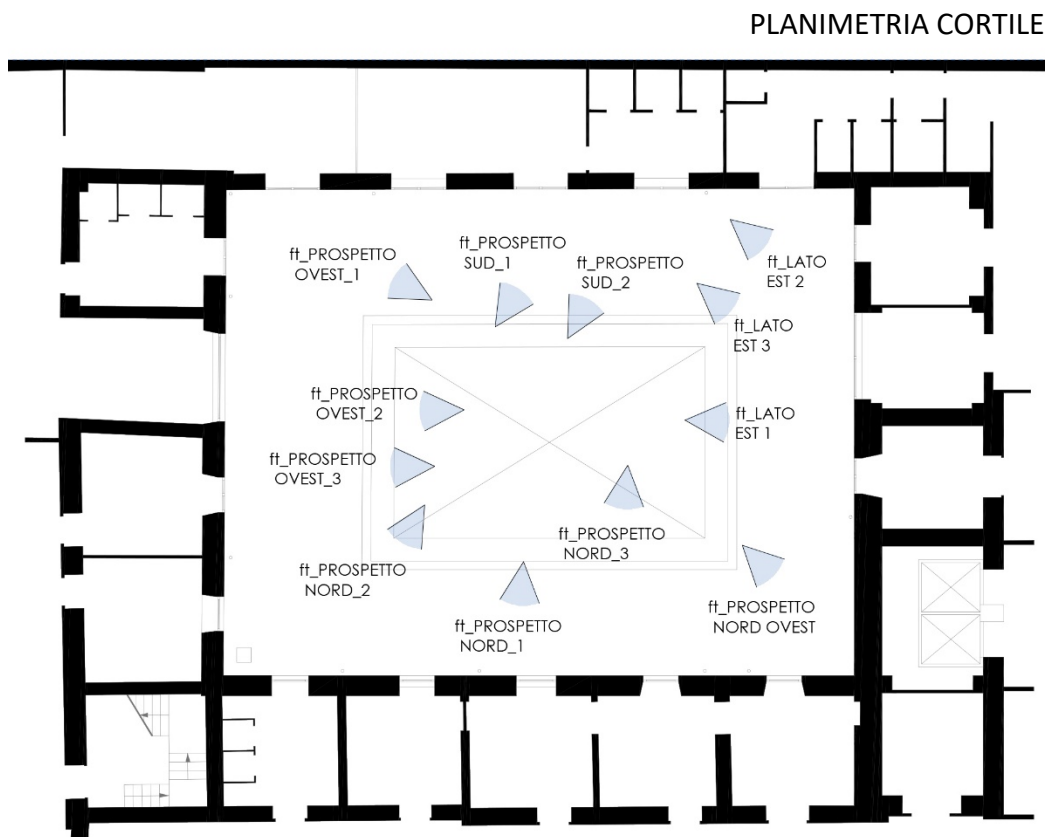 PLANIMETRIA CORTILE
ft_PROSPETTO
OVEST_1
ft_PROSPETTO
SUD_1
ft_PROSPETTO
SUD_2
ft_LATO
EST 2
ft_LATO
EST 3
ft_PROSPETTO
OVEST_2
ft_LATO
EST 1
ft_PROSPETTO
OVEST_3
ft_PROSPETTO
NORD_3
ft_PROSPETTO
NORD_2
ft_PROSPETTO
NORD_1
ft_PROSPETTO
NORD OVEST